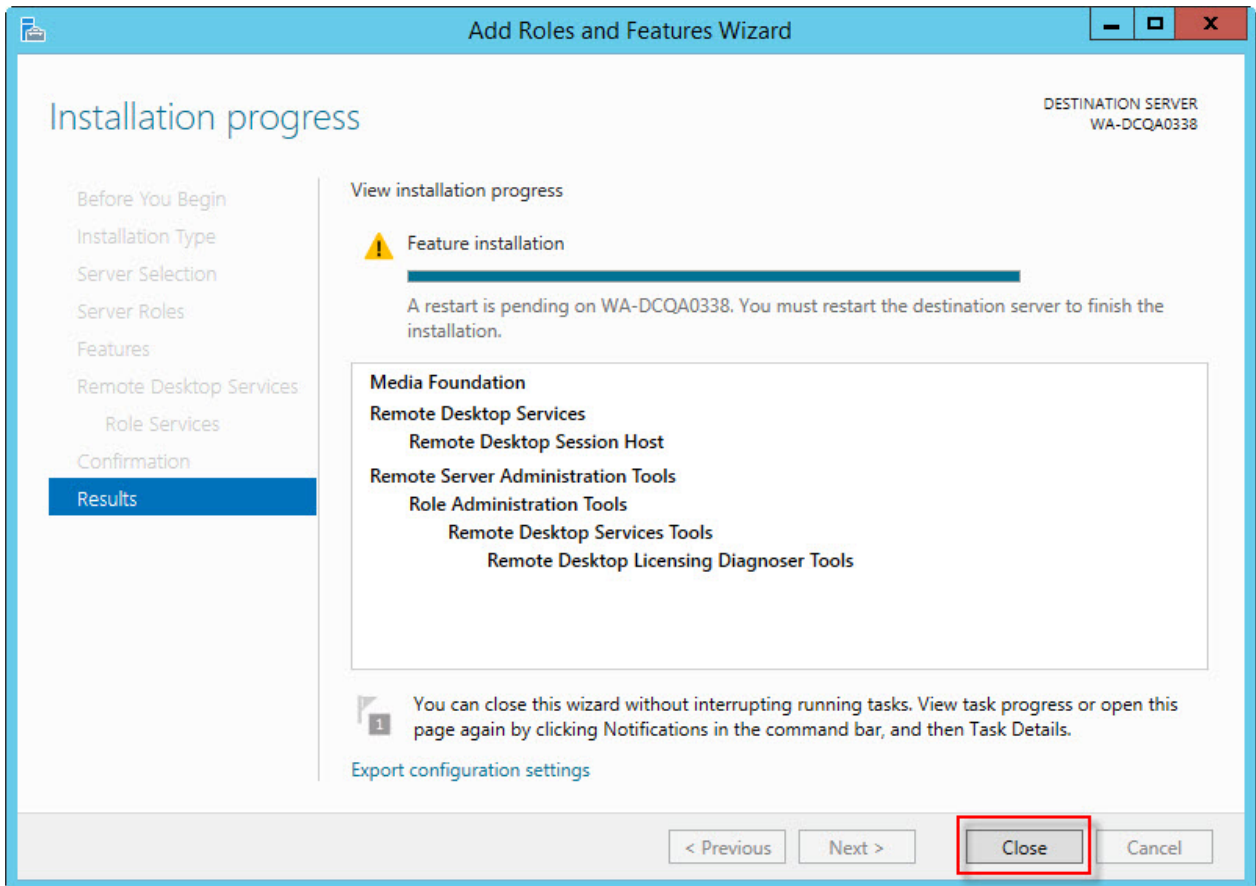 Add Roles and Features Wizard
Installation progress
DESTINATION SERVER
WA-DCQA0338
Before You Begin
Installation Type
Server Selection
Server Roles
Features
Remote Desktop Services
Role Services
Confirmation
Results
View installation progress
Feature installation
A restart is pending on WA-DCQA0338. You must restart the destination server to finish the
installation.
Media Foundation
Remote Desktop Services
Remote Desktop Session Host
Remote Server Administration Tools
Role Administration Tools
Remote Desktop Services Tools
Remote Desktop Licensing Diagnoser Tools
1
You can close this wizard without interrupting running tasks. View task progress or open this
page again by clicking Notifications in the command bar, and then Task Details.
Export configuration settings
< Previous
Next >
Close
Cancel